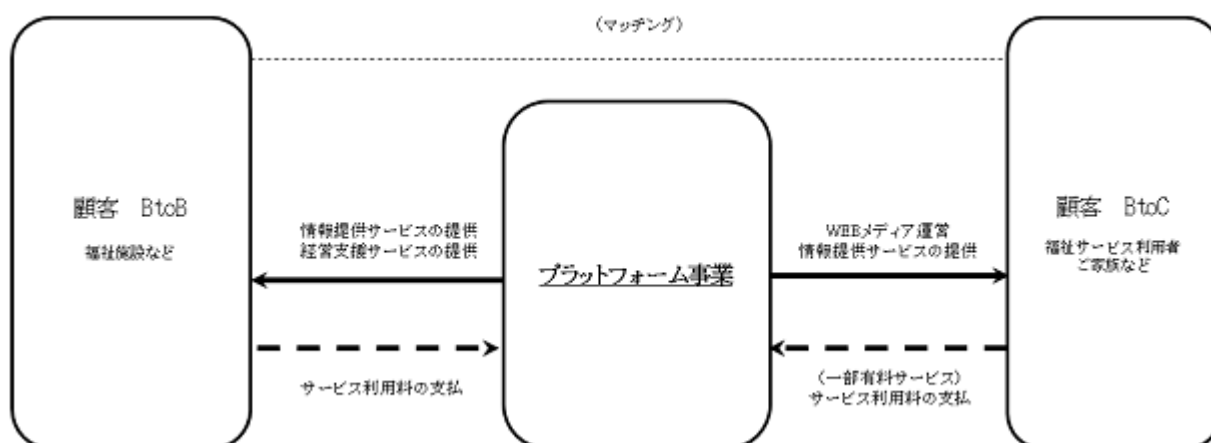 （マッチング）
顧客　BtoB
福祉施設など
情報提供サービスの提供
経営支援サービスの提供
サービス利用料の支払
プラットフォーム事業
WEBメディア運営
情報提供サービスの提供
（一部有料サービス）
サービス利用料の支払
顧客　BtoC
福祉サービス利用者
ご家族など